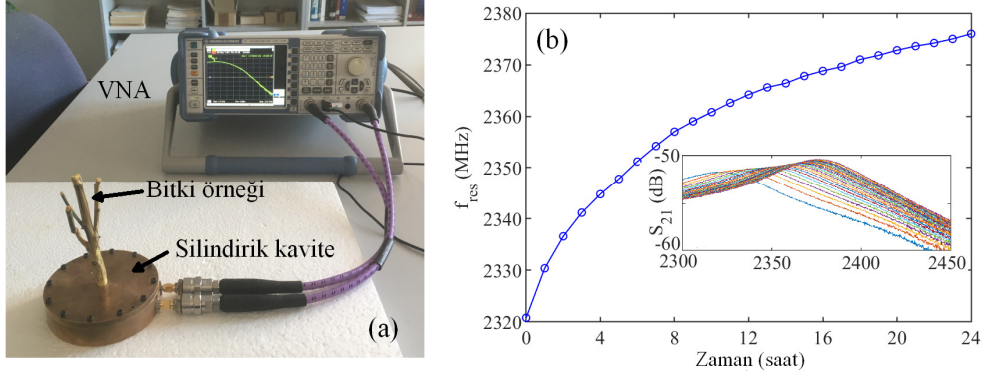 VNA
Bitki örneği
Silindirik kavite
(a)
(b)
f_res (MHz)
2380
2370
2360
2350
2340
2330
2320
0 4 8 12 16 20 24
Zaman (saat)
S_21 (dB)
-50
-60
2300 2350 2400 2450